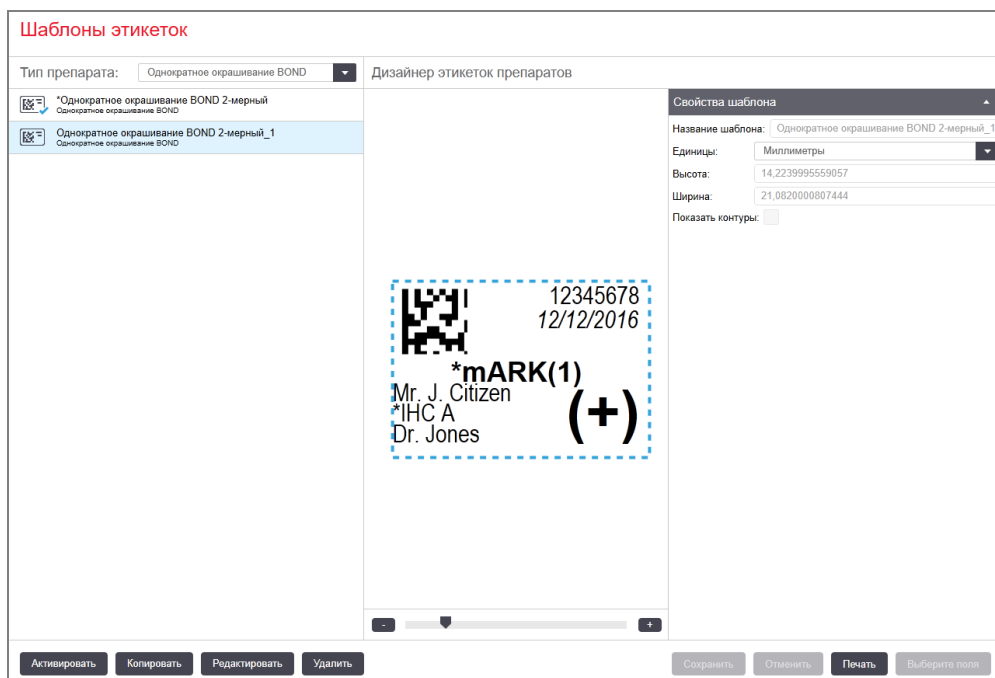 Шаблоны этикеток
Тип препарата:
Однократное окрашивание BOND
Дизайнер этикеток препаратов
*Однократное окрашивание BOND 2-мерный
Однократное окрашивание BOND
Однократное окрашивание BOND 2-мерный_1
Однократное окрашивание BOND
12345678
12/12/2016
*mARK(1)
Mr. J. Citizen
*IHC A
Dr. Jones
(+)
Свойства шаблона
Название шаблона: Однократное окрашивание BOND 2-мерный_1
Единицы: Миллиметры
Высота: 14,2239995559057
Ширина: 21,0820000807444
Показать контуры:
- +
Активировать Копировать Редактировать Удалить
Сохранить Отменить Печать Выберите поля